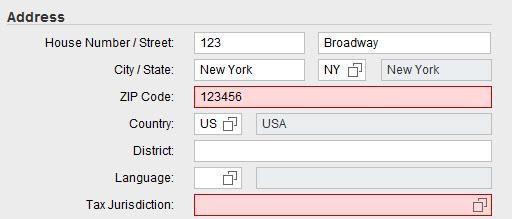 Address
House Number / Street: 123 Broadway
City / State: New York NY New York
ZIP Code: 123456
Country: US USA
District:
Language:
Tax Jurisdiction: